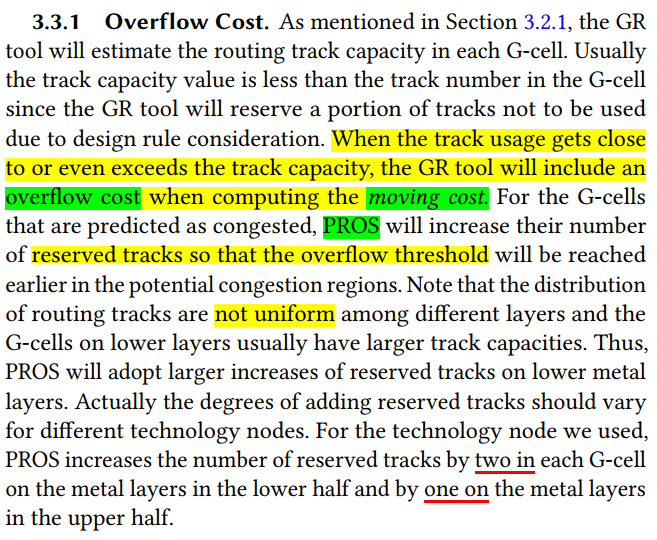 3.3.1 Overflow Cost. As mentioned in Section 3.2.1, the GR
tool will estimate the routing track capacity in each G-cell. Usually
the track capacity value is less than the track number in the G-cell
since the GR tool will reserve a portion of tracks not to be used
due to design rule consideration. When the track usage gets close
to or even exceeds the track capacity, the GR tool will include an
overflow cost when computing the moving cost. For the G-cells
that are predicted as congested, PROS will increase their number
of reserved tracks so that the overflow threshold will be reached
earlier in the potential congestion regions. Note that the distribution
of routing tracks are not uniform among different layers and the
G-cells on lower layers usually have larger track capacities. Thus,
PROS will adopt larger increases of reserved tracks on lower metal
layers. Actually the degrees of adding reserved tracks should vary
for different technology nodes. For the technology node we used,
PROS increases the number of reserved tracks by two in each G-cell
on the metal layers in the lower half and by one on the metal layers
in the upper half.